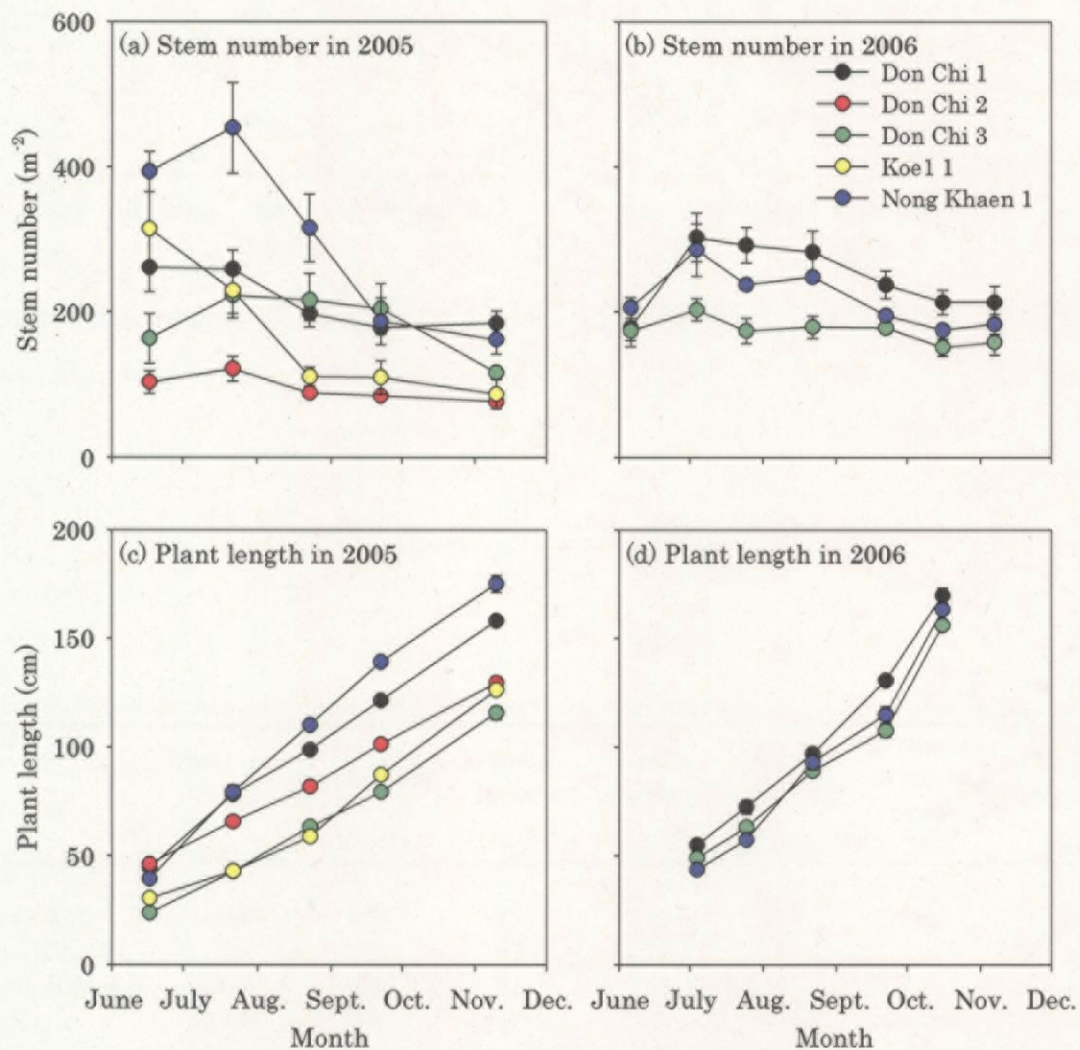 (a) Stem number in 2005
600
400
200
0
Stem number (m⁻²)
(b) Stem number in 2006
Don Chi 1
Don Chi 2
Don Chi 3
Koe1 1
Nong Khaen 1
(c) Plant length in 2005
200
150
100
50
0
Plant length (cm)
June July Aug. Sept. Oct. Nov. Dec.
Month
(d) Plant length in 2006
June July Aug. Sept. Oct. Nov. Dec.
Month